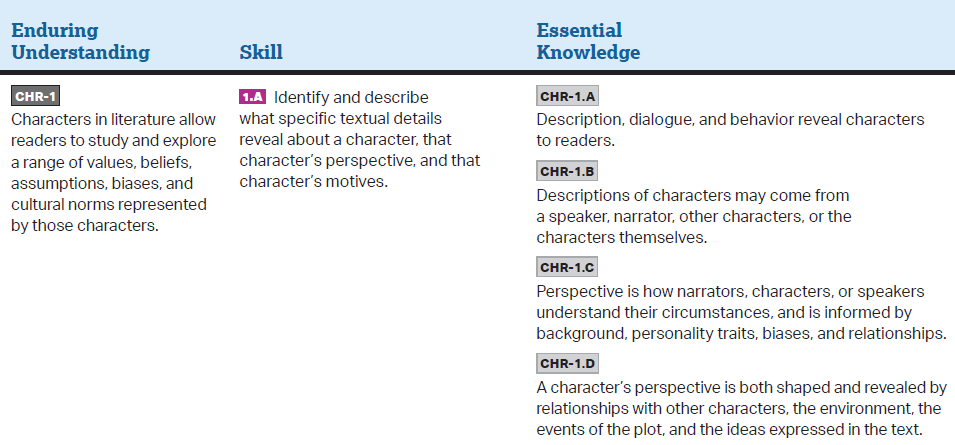 Enduring
Understanding
Skill
Essential
Knowledge
CHR-1
Characters in literature allow
readers to study and explore
a range of values, beliefs,
assumptions, biases, and
cultural norms represented
by those characters.
1.A Identify and describe
what specific textual details
reveal about a character, that
character’s perspective, and that
character’s motives.
CHR-1.A
Description, dialogue, and behavior reveal characters
to readers.
CHR-1.B
Descriptions of characters may come from
a speaker, narrator, other characters, or the
characters themselves.
CHR-1.C
Perspective is how narrators, characters, or speakers
understand their circumstances, and is informed by
background, personality traits, biases, and relationships.
CHR-1.D
A character’s perspective is both shaped and revealed by
relationships with other characters, the environment, the
events of the plot, and the ideas expressed in the text.